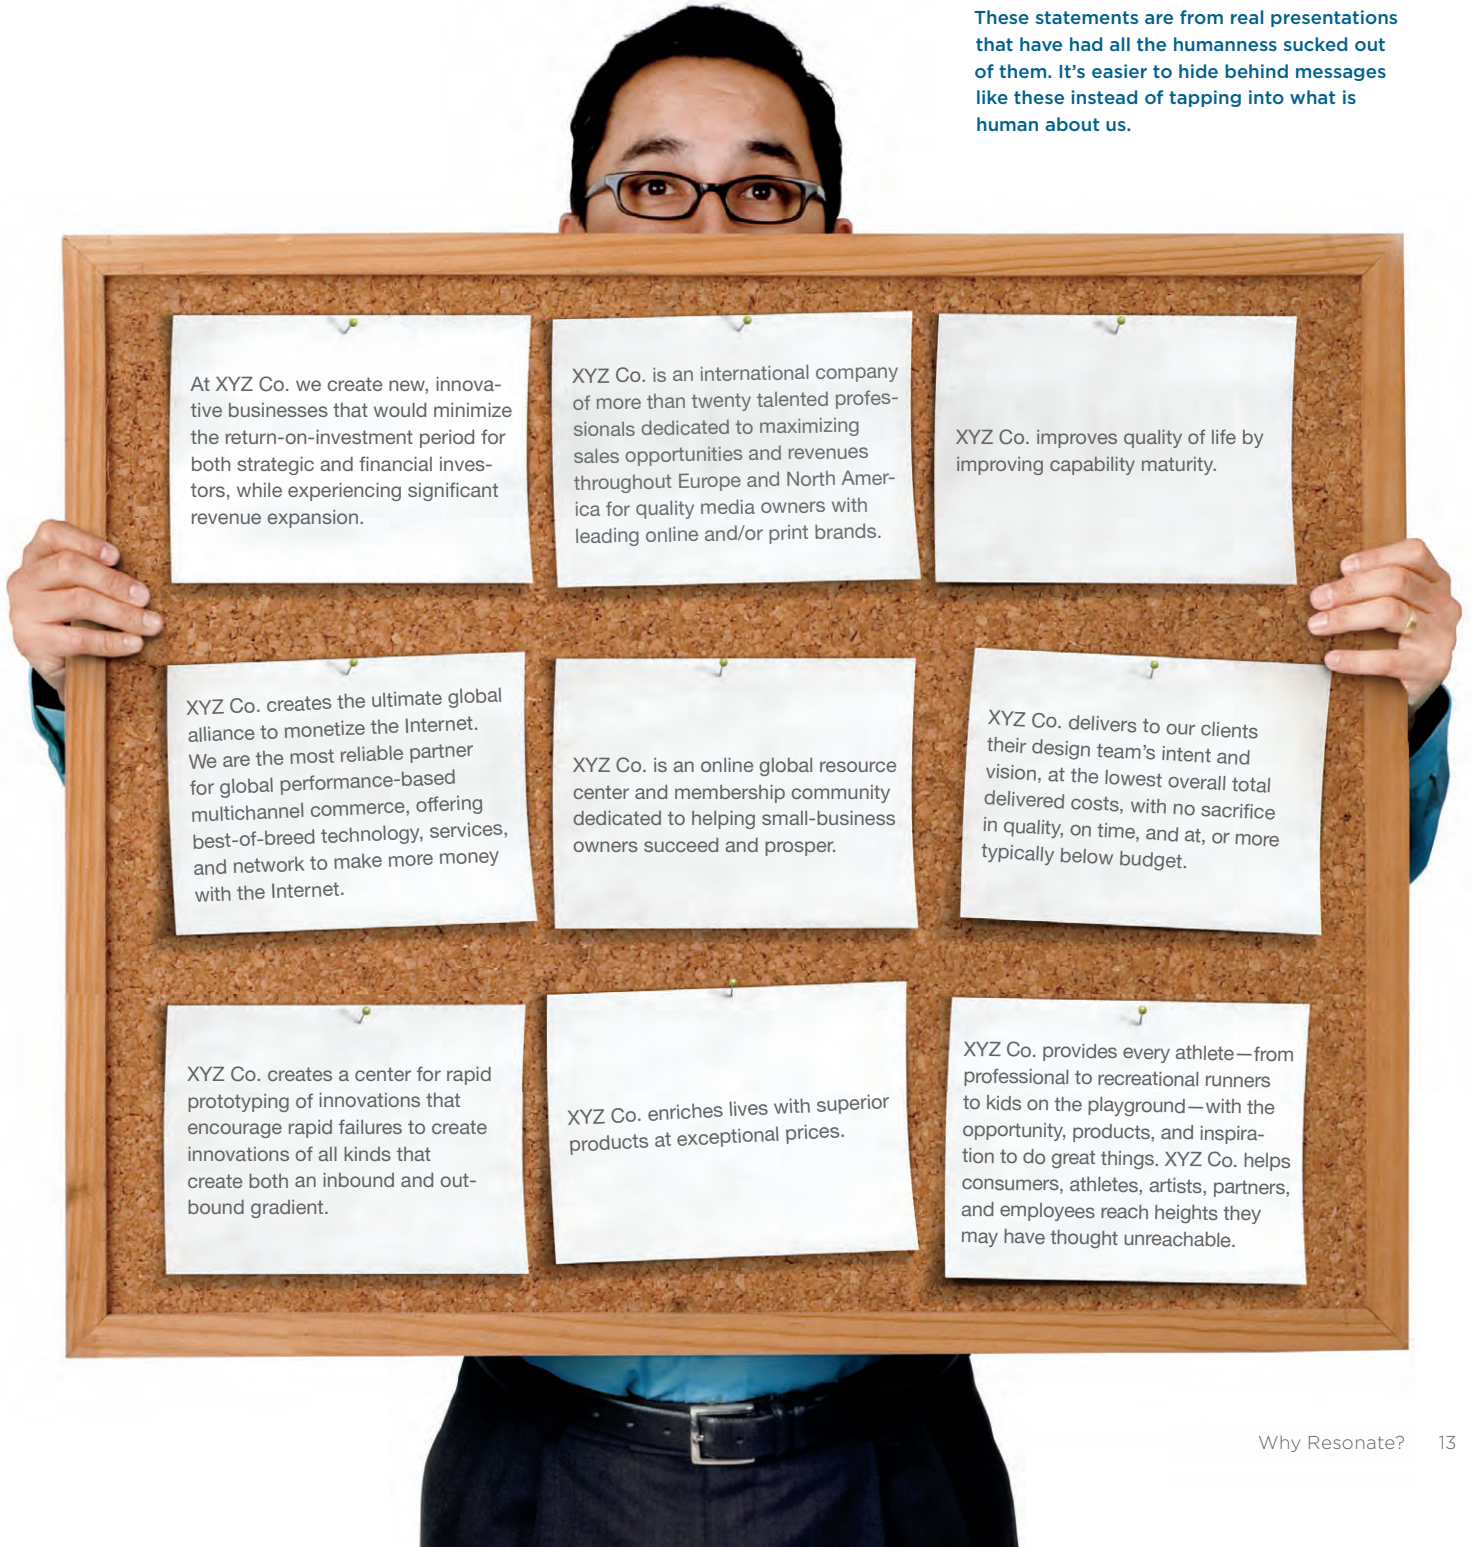 These statements are from real presentations
that have had all the humanness sucked out
of them. It’s easier to hide behind messages
like these instead of tapping into what is
human about us.
At XYZ Co. we create new, innova-
tive businesses that would minimize
the return-on-investment period for
both strategic and financial inves-
tors, while experiencing significant
revenue expansion.
XYZ Co. is an international company
of more than twenty talented profes-
sionals dedicated to maximizing
sales opportunities and revenues
throughout Europe and North Amer-
ica for quality media owners with
leading online and/or print brands.
XYZ Co. improves quality of life by
improving capability maturity.
XYZ Co. creates the ultimate global
alliance to monetize the Internet.
We are the most reliable partner
for global performance-based
multichannel commerce, offering
best-of-breed technology, services,
and network to make more money
with the Internet.
XYZ Co. is an online global resource
center and membership community
dedicated to helping small-business
owners succeed and prosper.
XYZ Co. delivers to our clients
their design team’s intent and
vision, at the lowest overall total
delivered costs, with no sacrifice
in quality, on time, and at, or more
typically below budget.
XYZ Co. creates a center for rapid
prototyping of innovations that
encourage rapid failures to create
innovations of all kinds that
create both an inbound and out-
bound gradient.
XYZ Co. enriches lives with superior
products at exceptional prices.
XYZ Co. provides every athlete—from
professional to recreational runners
to kids on the playground—with the
opportunity, products, and inspira-
tion to do great things. XYZ Co. helps
consumers, athletes, artists, partners,
and employees reach heights they
may have thought unreachable.
Why Resonate? 13